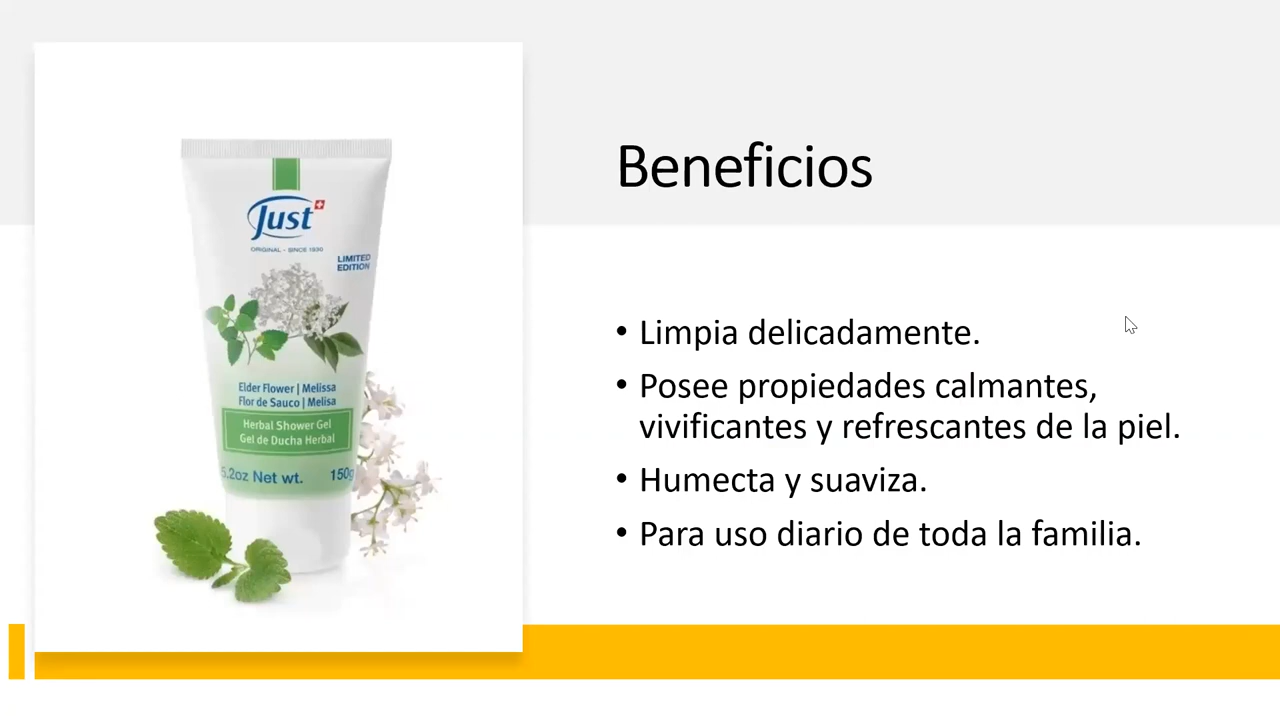 Just
ORIGINAL - SINCE 1930
LIMITED
EDITION
Elder Flower | Melissa
Flor de Sauco | Melisa
Herbal Shower Gel
Gel de Ducha Herbal
5.2oz Net wt. 150g
Beneficios
• Limpia delicadamente.
• Posee propiedades calmantes,
vivificantes y refrescantes de la piel.
• Humecta y suaviza.
• Para uso diario de toda la familia.